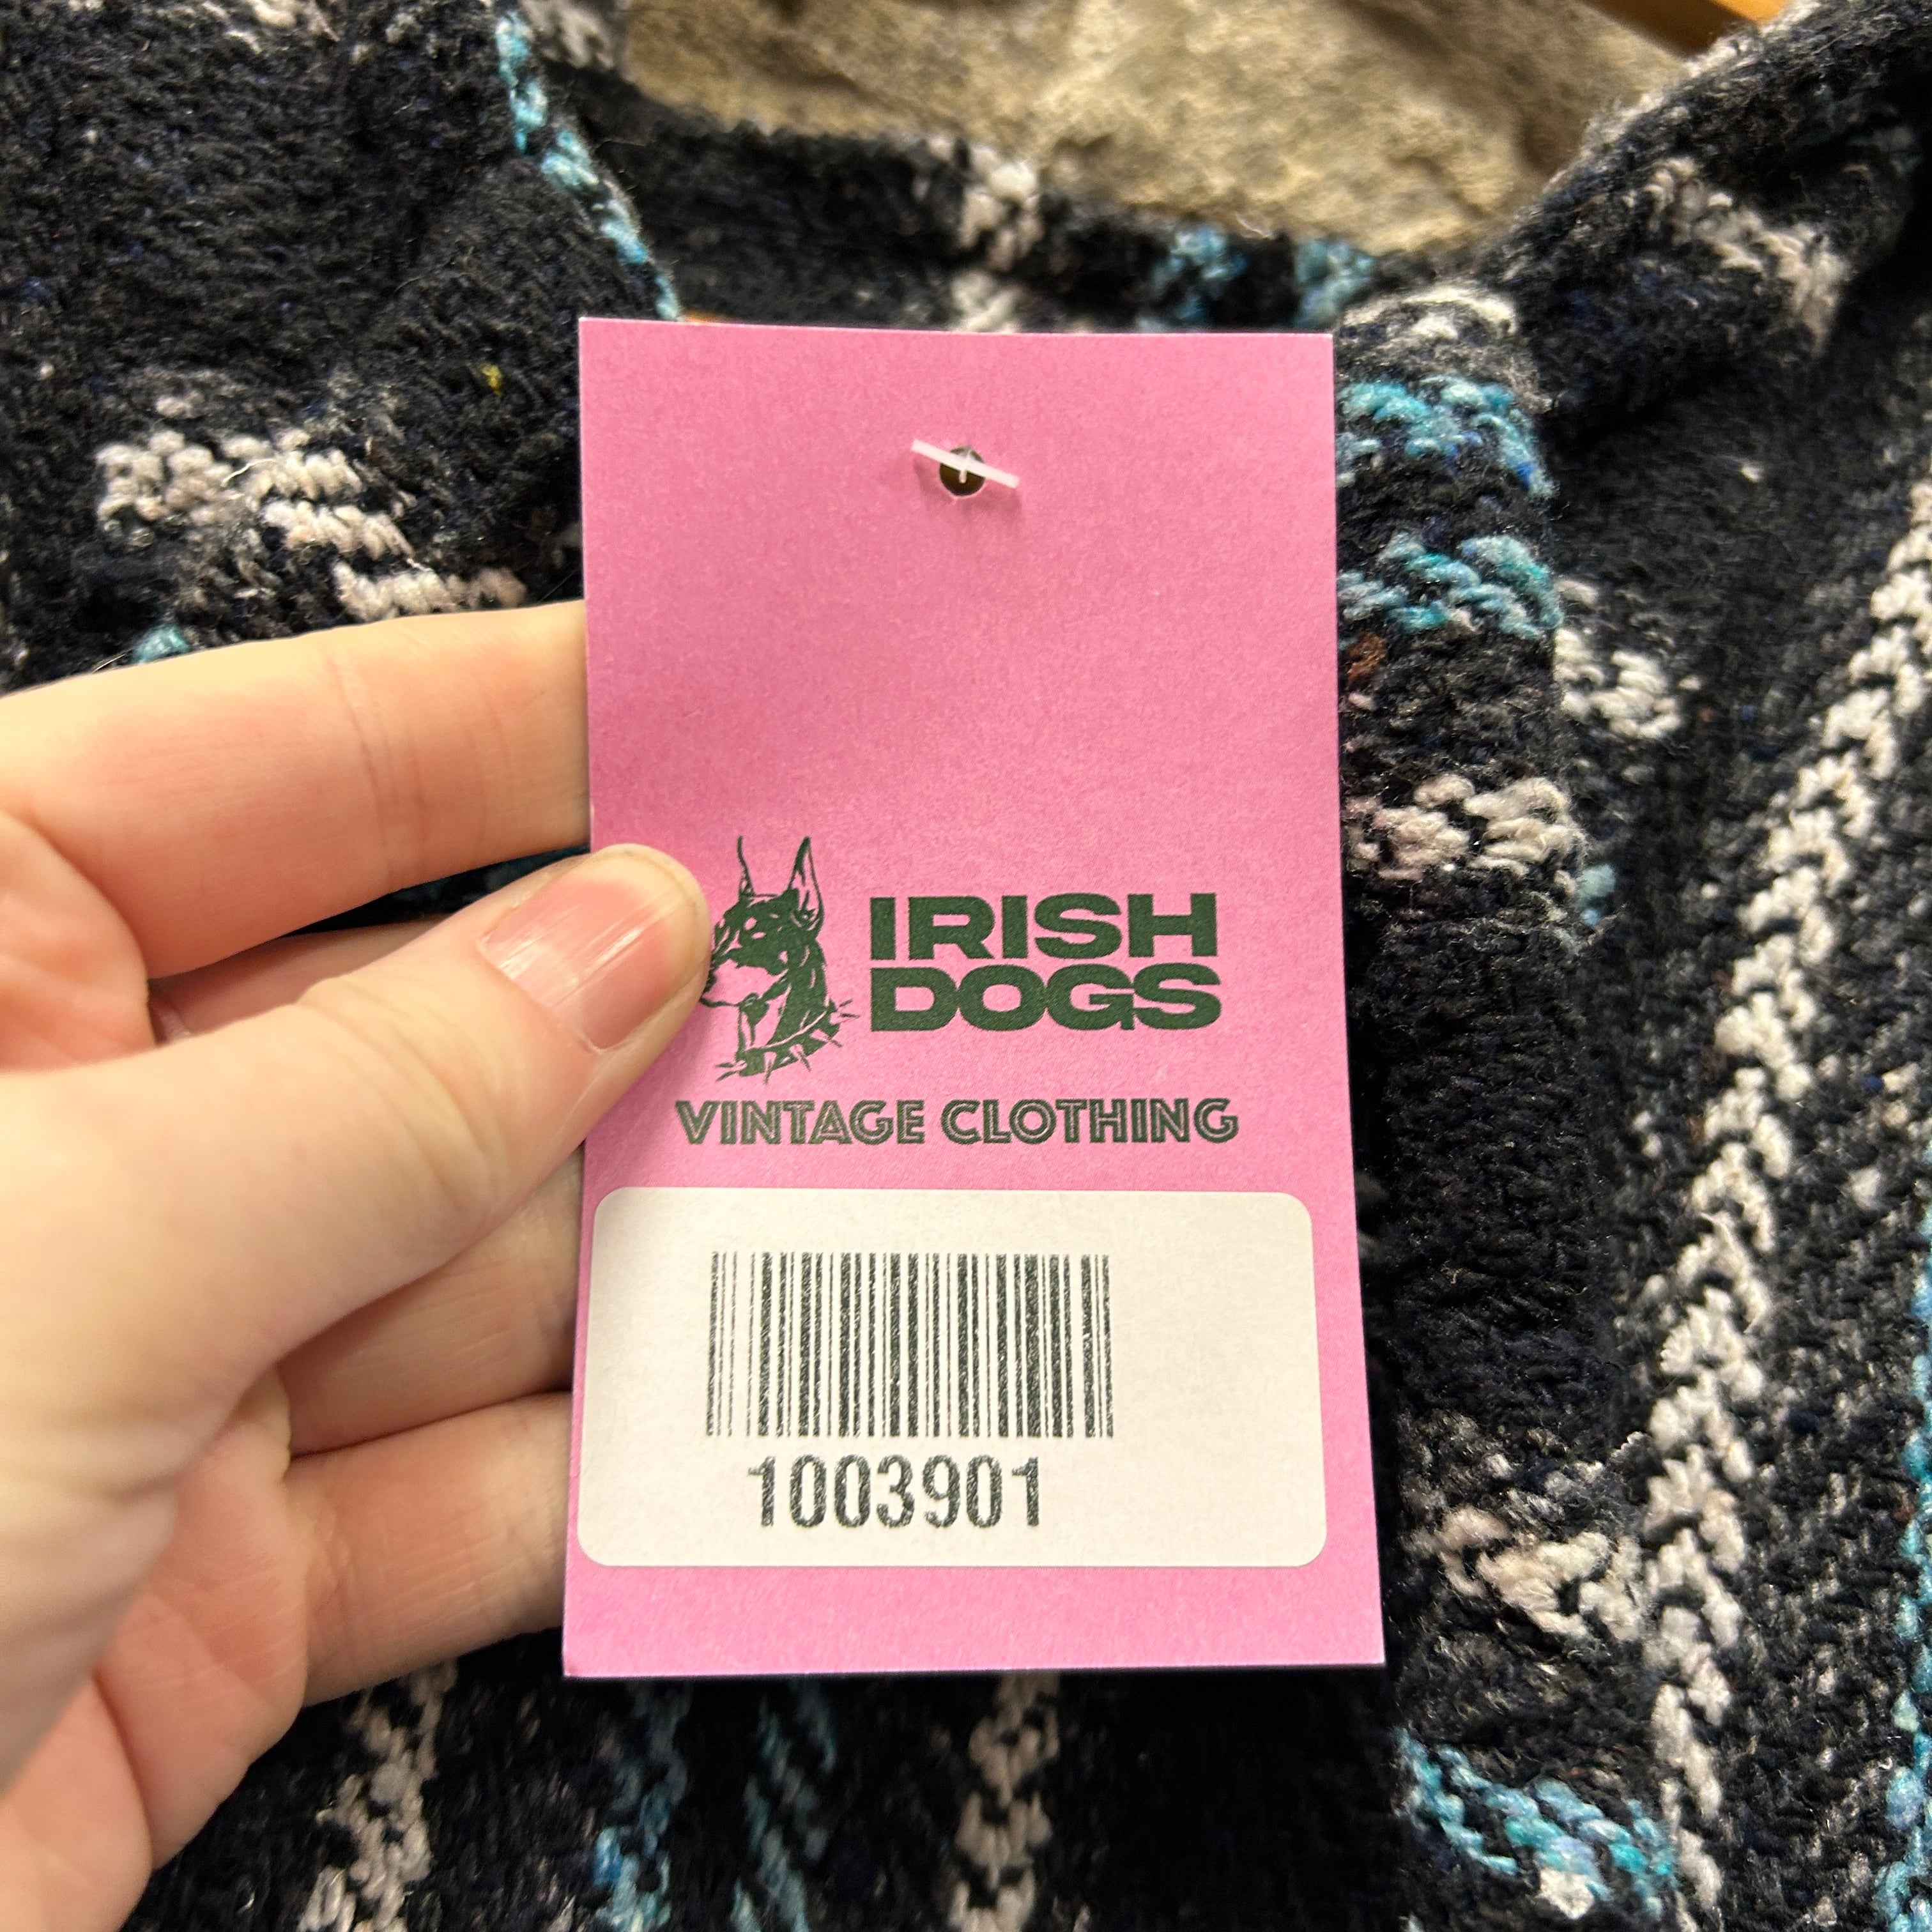 IRISH
DOGS
VINTAGE CLOTHING
1003901